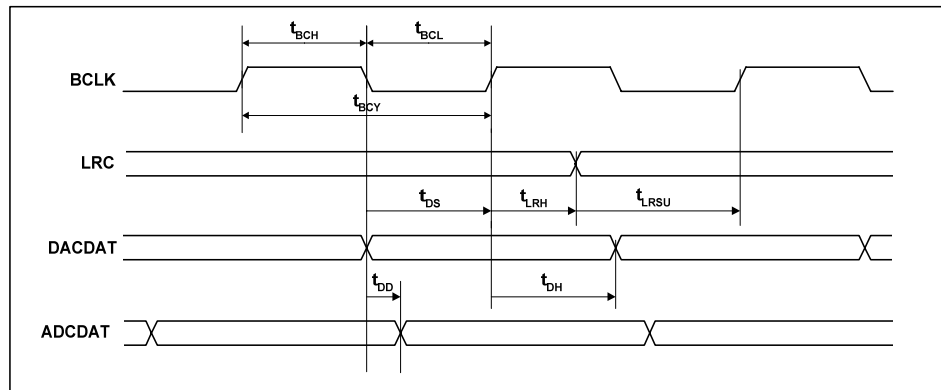 tBCH tBCL
BCLK
tBCY
LRC
tDS tLRH tLRSU
DACDAT
tDD tDH
ADCDAT